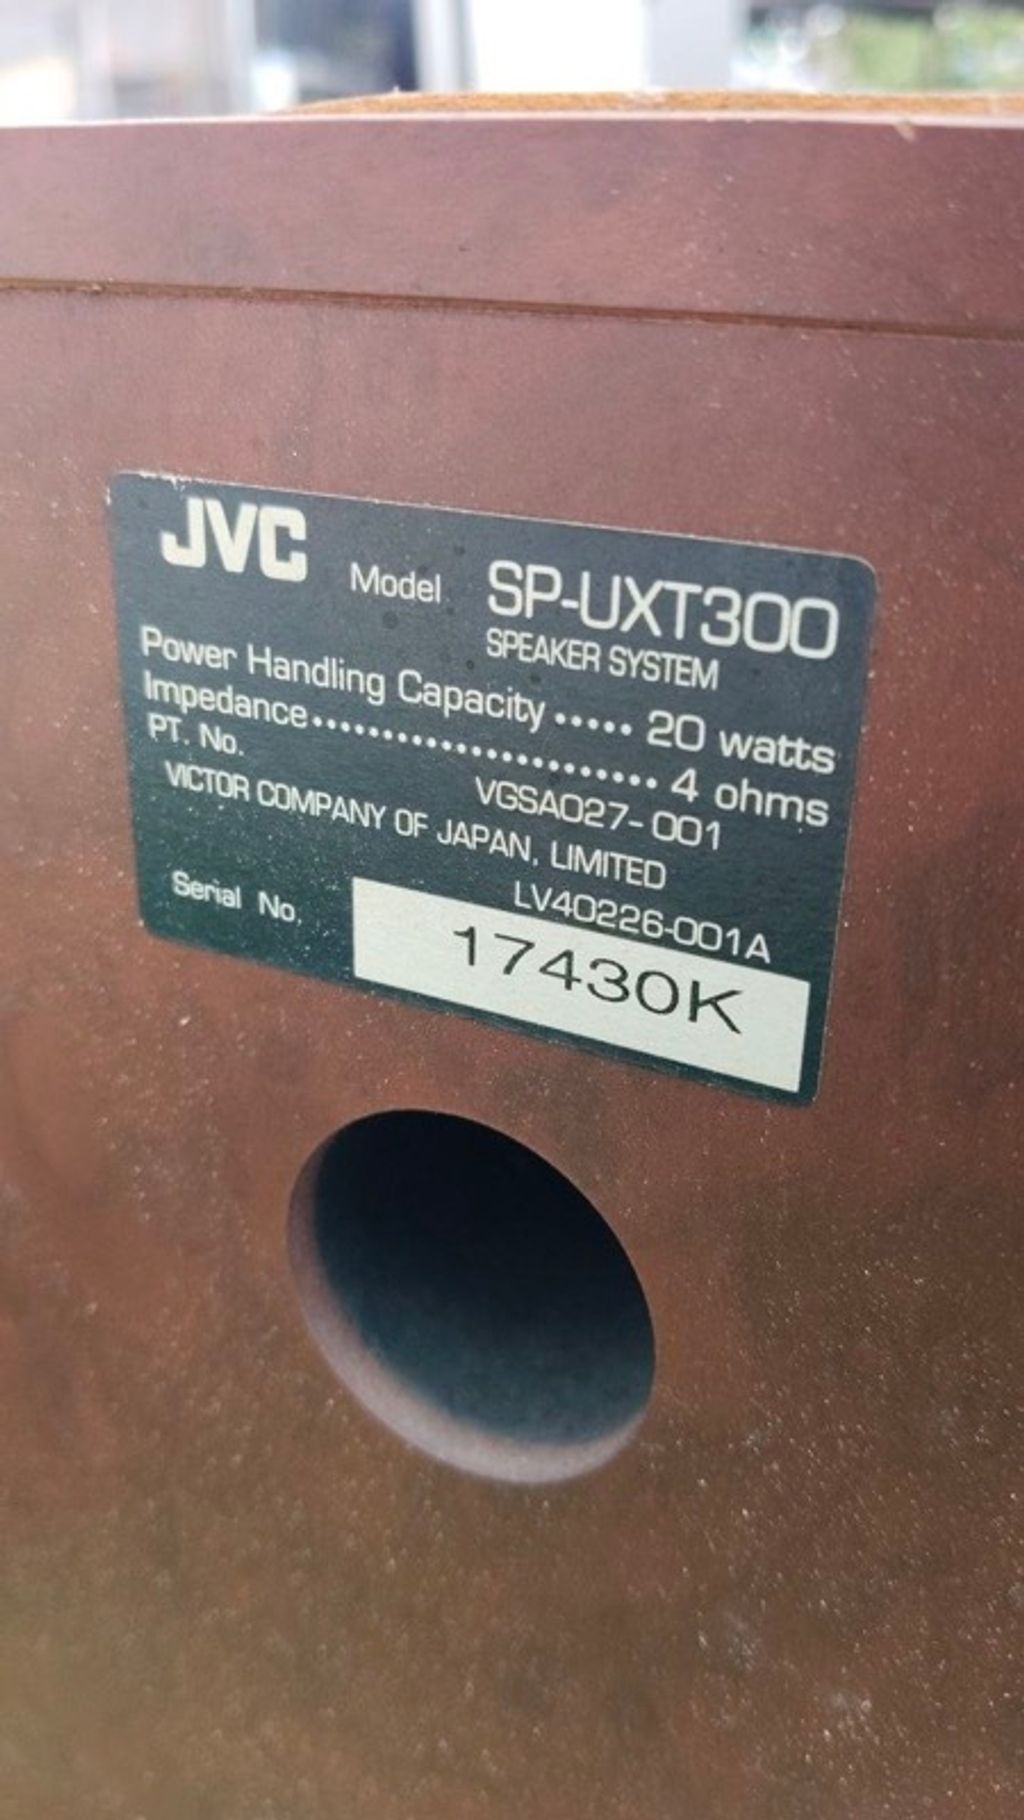 JVC Model SP-UXT300
SPEAKER SYSTEM
Power Handling Capacity ..... 20 watts
Impedance ........................ 4 ohms
PT. No. VGSA027-001
VICTOR COMPANY OF JAPAN, LIMITED
LV40226-001A
Serial No. 17430K